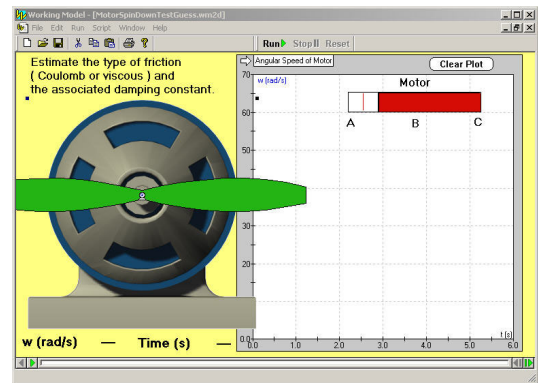 Working Model - [MotorSpinDownTestGuess.wm2d]
File Edit Run Script Window Help
Run Stop Reset
Estimate the type of friction
( Coulomb or viscous ) and
the associated damping constant.
Angular Speed of Motor
Clear Plot
w (rad/s)
Motor
A B C
70
60
50
30
20
10
0.0
0.0 1.0 2.0 3.0 4.0 5.0 6.0
t (s)
w (rad/s) — Time (s) —